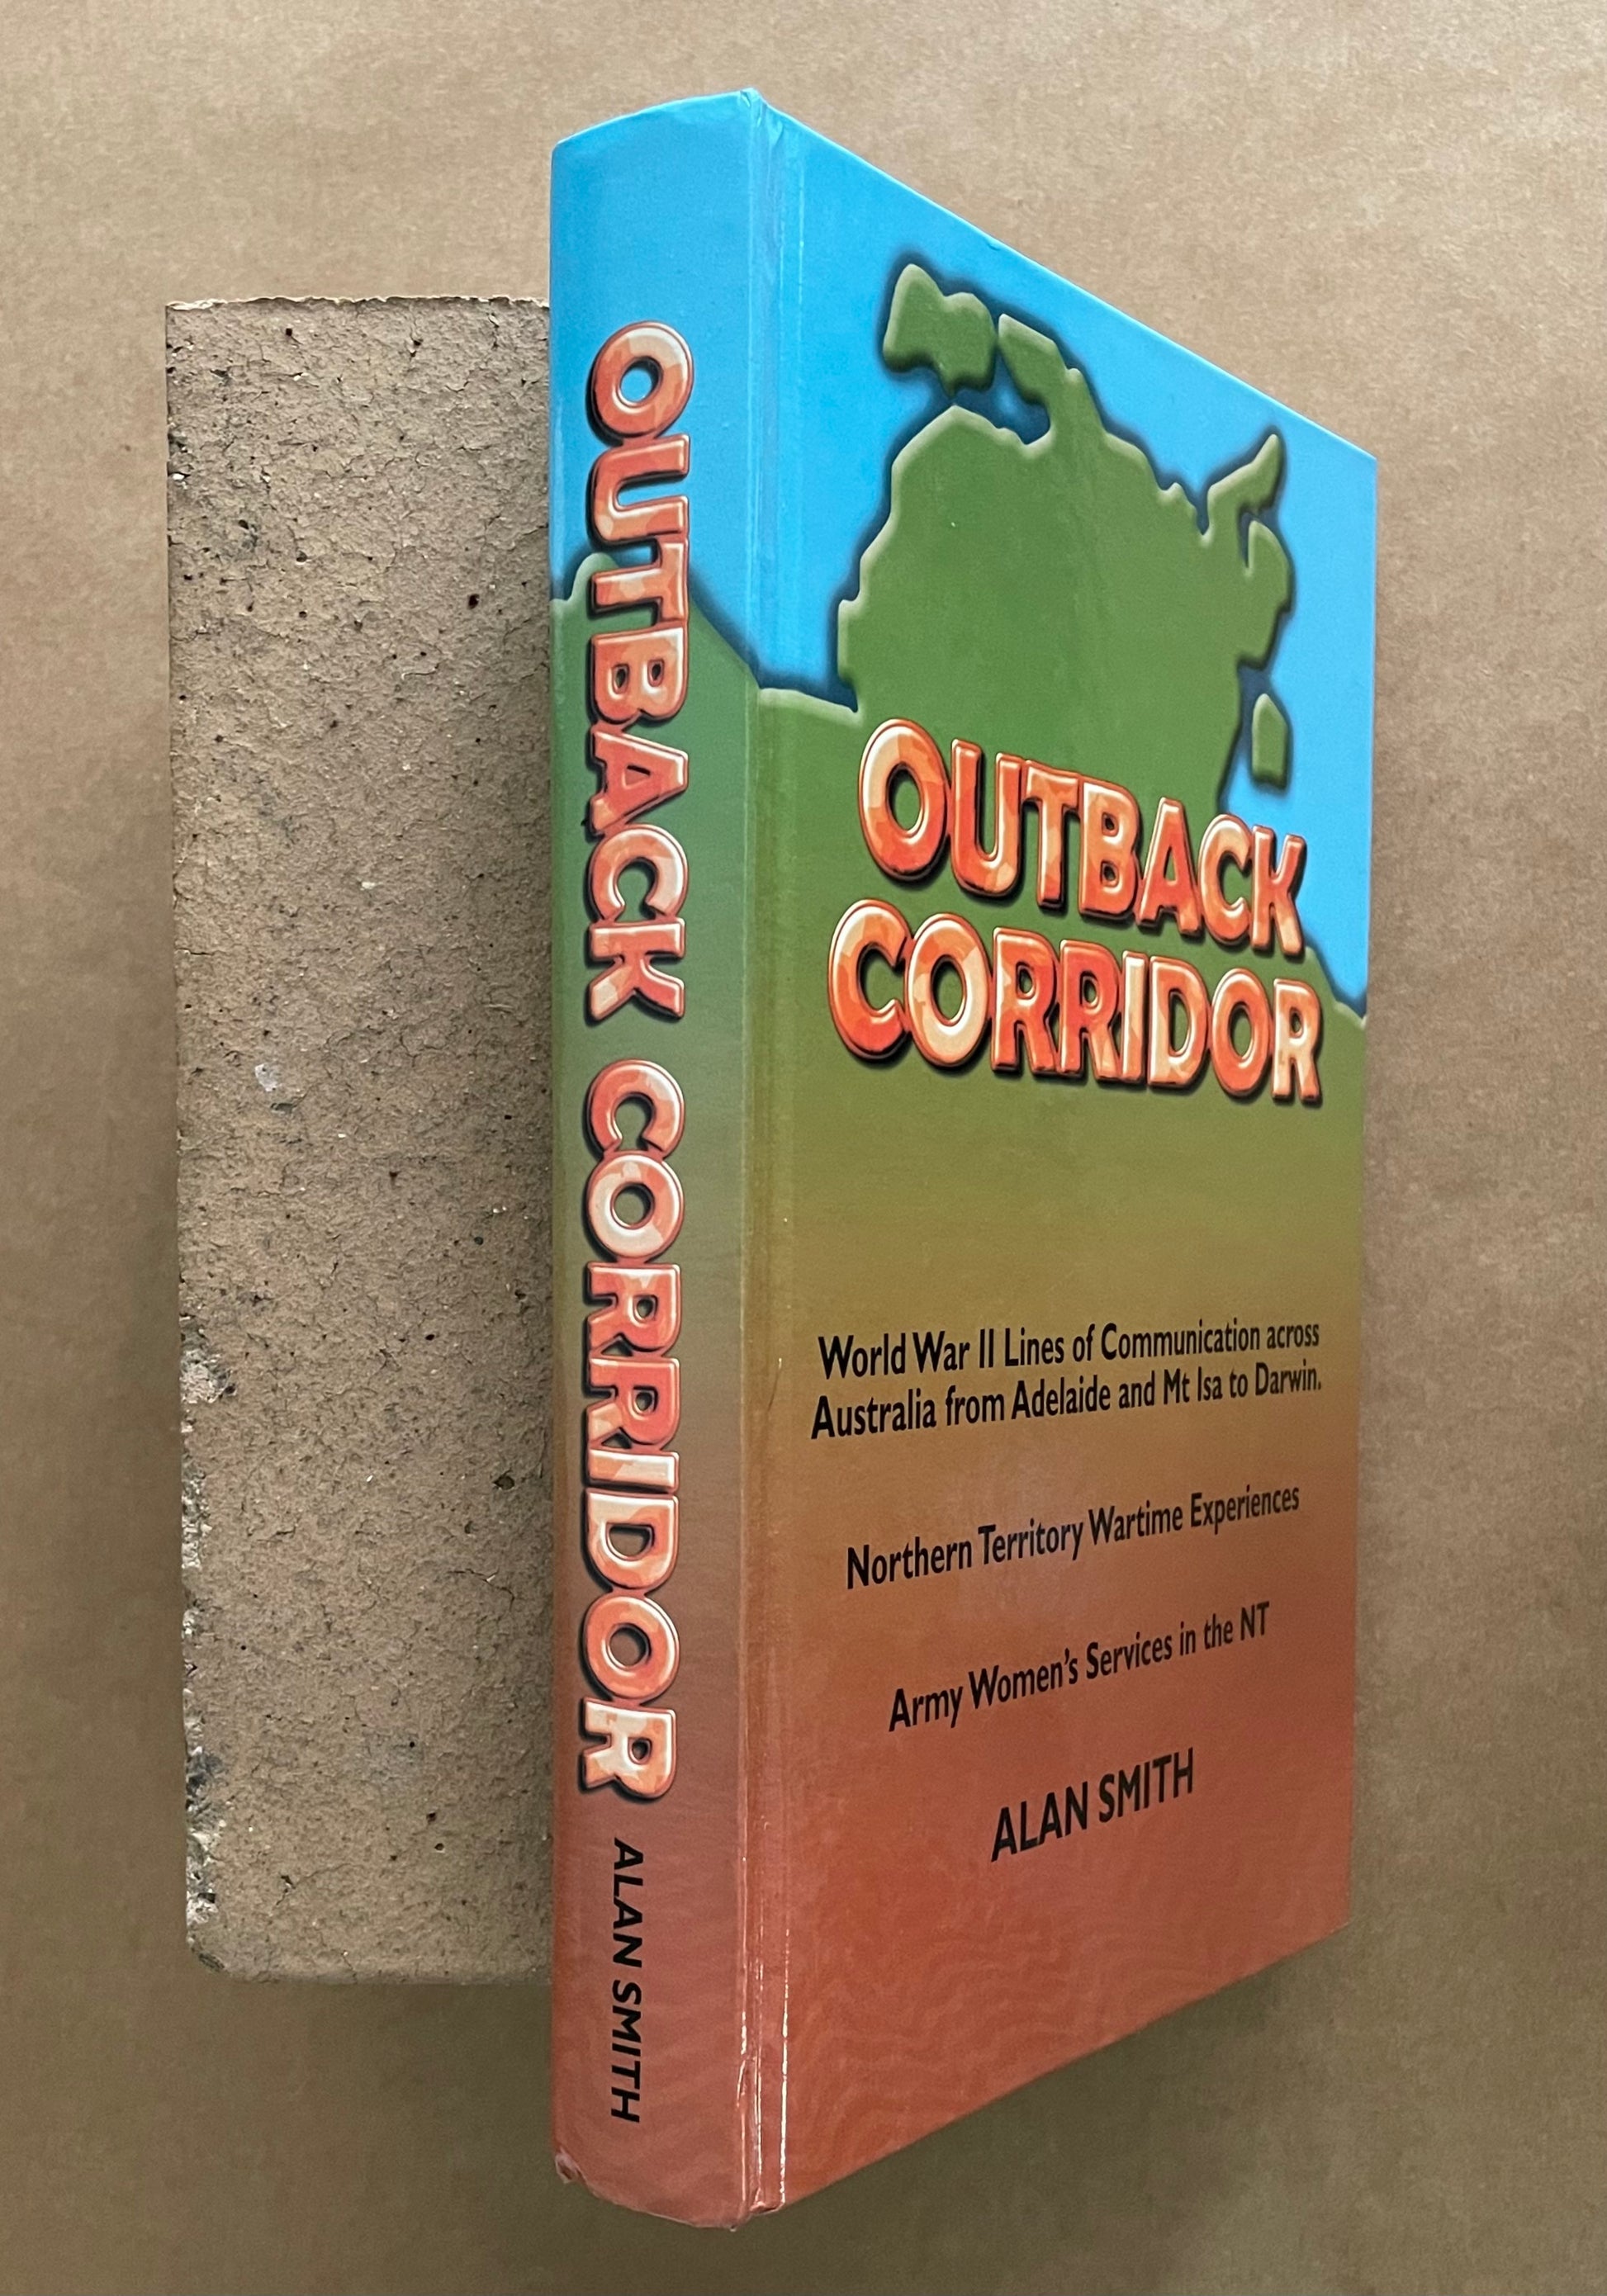 OUTBACK CORRIDOR ALAN SMITH
OUTBACK
CORRIDOR
World War II Lines of Communication across
Australia from Adelaide and Mt Isa to Darwin.
Northern Territory Wartime Experiences
Army Women's Services in the NT
ALAN SMITH